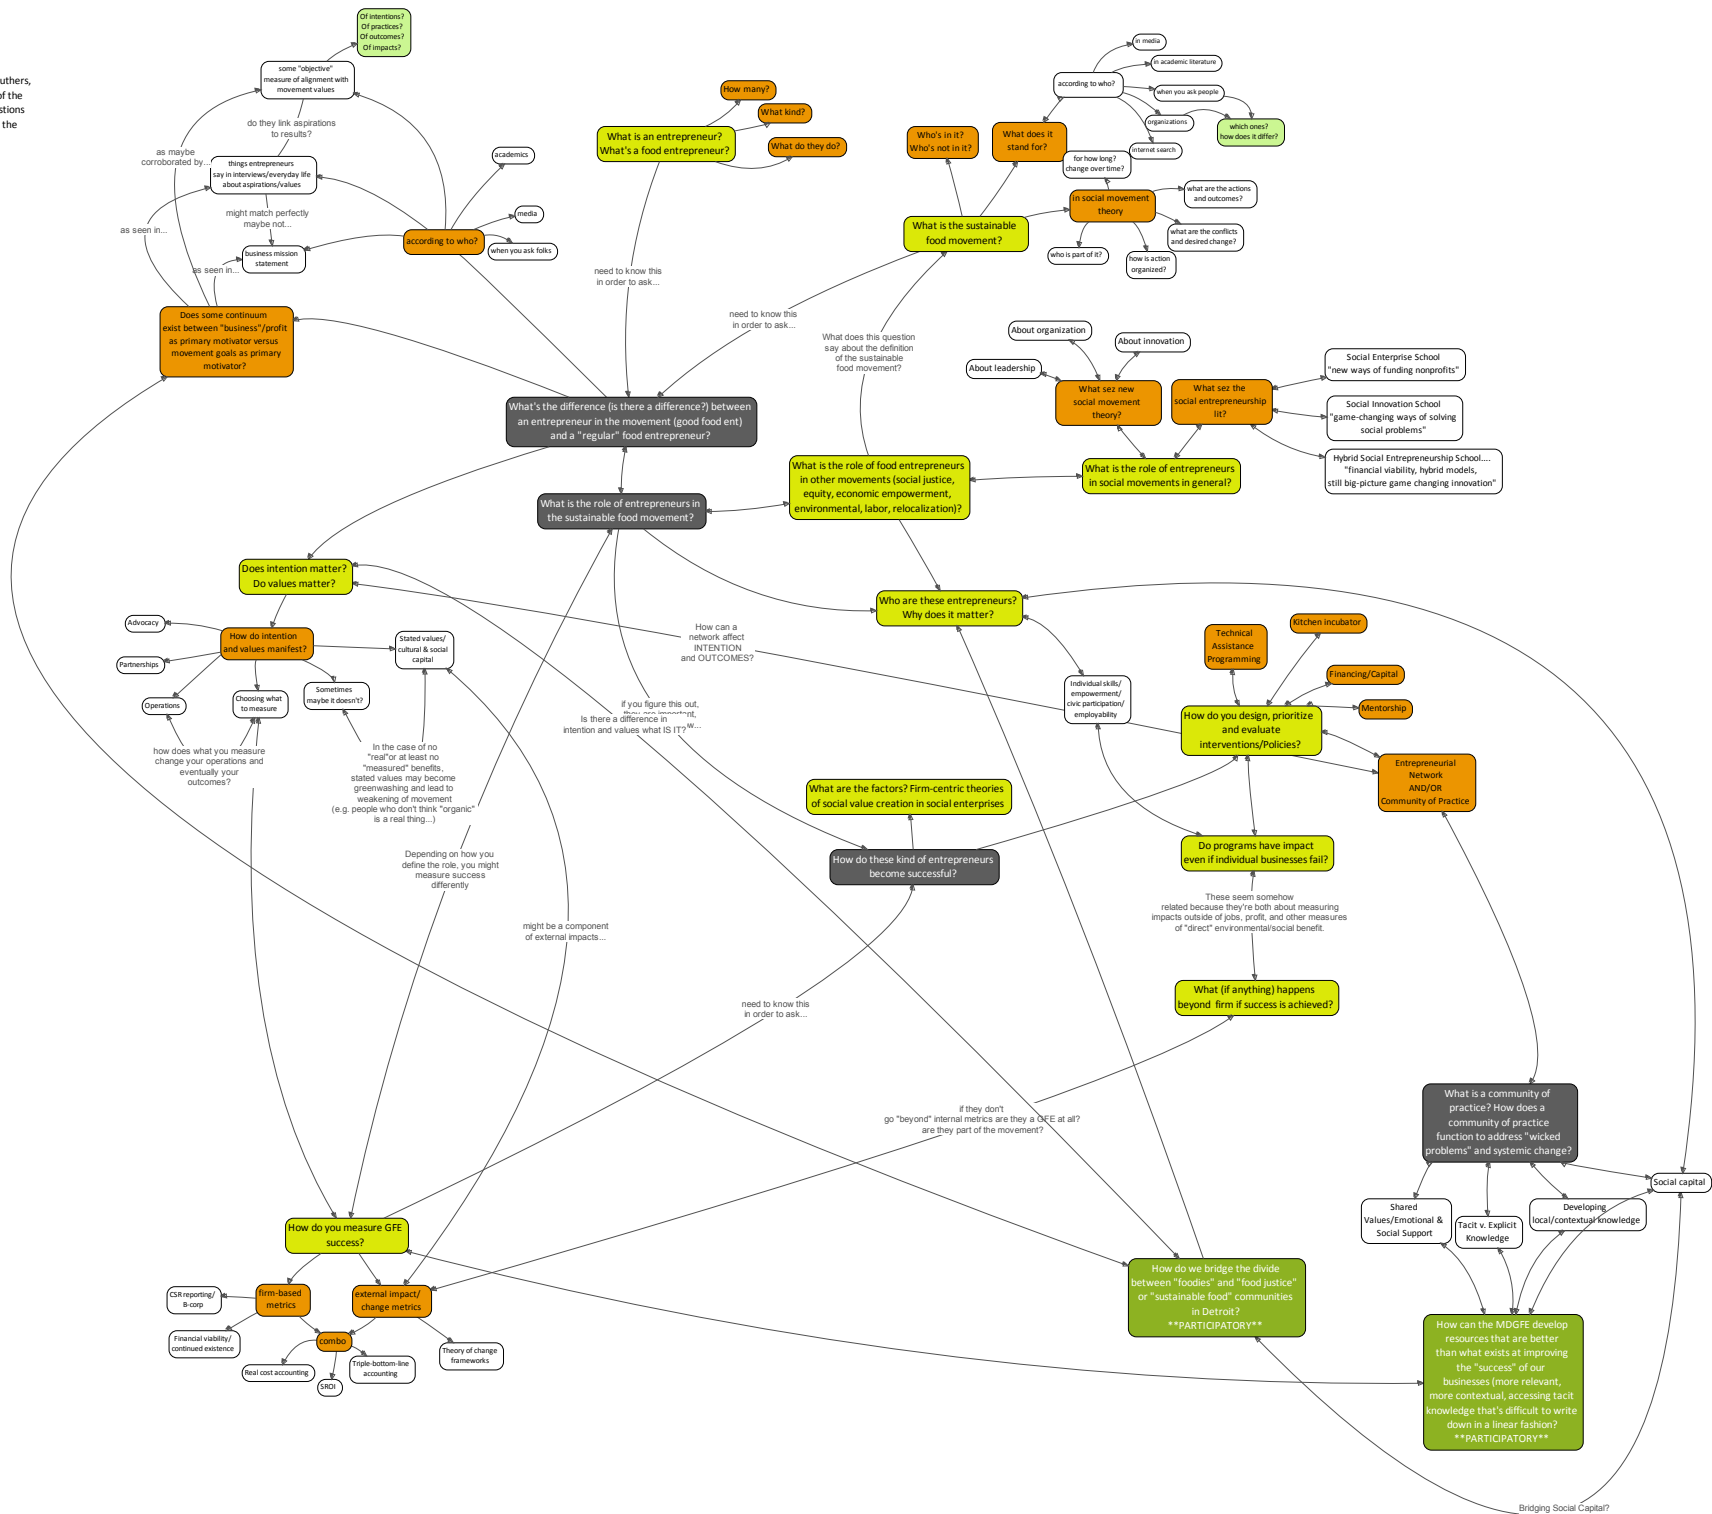 Of intentions?
Of practices?
Of outcomes?
Of impacts?
some "objective"
measure of alignment with
movement values
uthers,
of the
stions
the
do they link aspirations
to results?
as maybe
corroborated by...
things entrepreneurs
say in interviews/everyday life
about aspirations/values
might match perfectly
maybe not...
as seen in...
business mission
statement
as seen in...
academics
media
according to who?
when you ask folks
Does some continuum
exist between "business"/profit
as primary motivator versus
movement goals as primary
motivator?
How many?
What kind?
What is an entrepreneur?
What's a food entrepreneur?
What do they do?
need to know this
in order to ask...
in media
in academic literature
according to who?
when you ask people
organizations
which ones?
how does it differ?
internet search
Who's in it?
Who's not in it?
What does it
stand for?
for how long?
change over time?
in social movement
theory
what are the actions
and outcomes?
What is the sustainable
food movement?
what are the conflicts
and desired change?
who is part of it?
how is action
organized?
need to know this
in order to ask...
What does this question
say about the definition
of the sustainable
food movement?
About organization
About innovation
About leadership
What sez new
social movement
theory?
What sez the
social entrepreneurship
lit?
Social Enterprise School
"new ways of funding nonprofits"
Social Innovation School
"game-changing ways of solving
social problems"
Hybrid Social Entrepreneurship School....
"financial viability, hybrid models,
still big-picture game changing innovation"
What's the difference (is there a difference?) between
an entrepreneur in the movement (good food ent)
and a "regular" food entrepreneur?
What is the role of entrepreneurs in
the sustainable food movement?
What is the role of food entrepreneurs
in other movements (social justice,
equity, economic empowerment,
environmental, labor, relocalization)?
What is the role of entrepreneurs
in social movements in general?
Does intention matter?
Do values matter?
Who are these entrepreneurs?
Why does it matter?
Advocacy
How do intention
and values manifest?
Stated values/
cultural & social
capital
Partnerships
Operations
Choosing what
to measure
Sometimes
maybe it doesn't?
how does what you measure
change your operations and
eventually your
outcomes?
In the case of no
"real"or at least no
"measured" benefits,
stated values may become
greenwashing and lead to
weakening of movement
(e.g. people who don't think "organic"
is a real thing...)
How can a
network affect
INTENTION
and OUTCOMES?
if you figure this out,
Is there a difference in
intention and values what IS IT?
Individual skills/
empowerment/
civic participation/
employability
Technical
Assistance
Programming
Kitchen incubator
Financing/Capital
Mentorship
How do you design, prioritize
and evaluate
interventions/Policies?
Entrepreneurial
Network
AND/OR
Community of Practice
What are the factors? Firm-centric theories
of social value creation in social enterprises
How do these kind of entrepreneurs
become successful?
Do programs have impact
even if individual businesses fail?
Depending on how you
define the role, you might
measure success
differently
might be a component
of external impacts...
These seem somehow
related because they're both about measuring
impacts outside of jobs, profit, and other measures
of "direct" environmental/social benefit.
What (if anything) happens
beyond firm if success is achieved?
need to know this
in order to ask...
if they don't
go "beyond" internal metrics are they a GFE at all?
are they part of the movement?
What is a community of
practice? How does a
community of practice
function to address "wicked
problems" and systemic change?
Social capital
Shared
Values/Emotional &
Social Support
Tacit v. Explicit
Knowledge
Developing
local/contextual knowledge
How do you measure GFE
success?
CSR reporting/
B-corp
firm-based
metrics
external impact/
change metrics
Financial viability/
continued existence
combo
Real cost accounting
SROI
Triple-bottom-line
accounting
Theory of change
frameworks
How do we bridge the divide
between "foodies" and "food justice"
or "sustainable food" communities
in Detroit?
**PARTICIPATORY**
How can the MDGFE develop
resources that are better
than what exists at improving
the "success" of our
businesses (more relevant,
more contextual, accessing tacit
knowledge that's difficult to write
down in a linear fashion?
**PARTICIPATORY**
Bridging Social Capital?